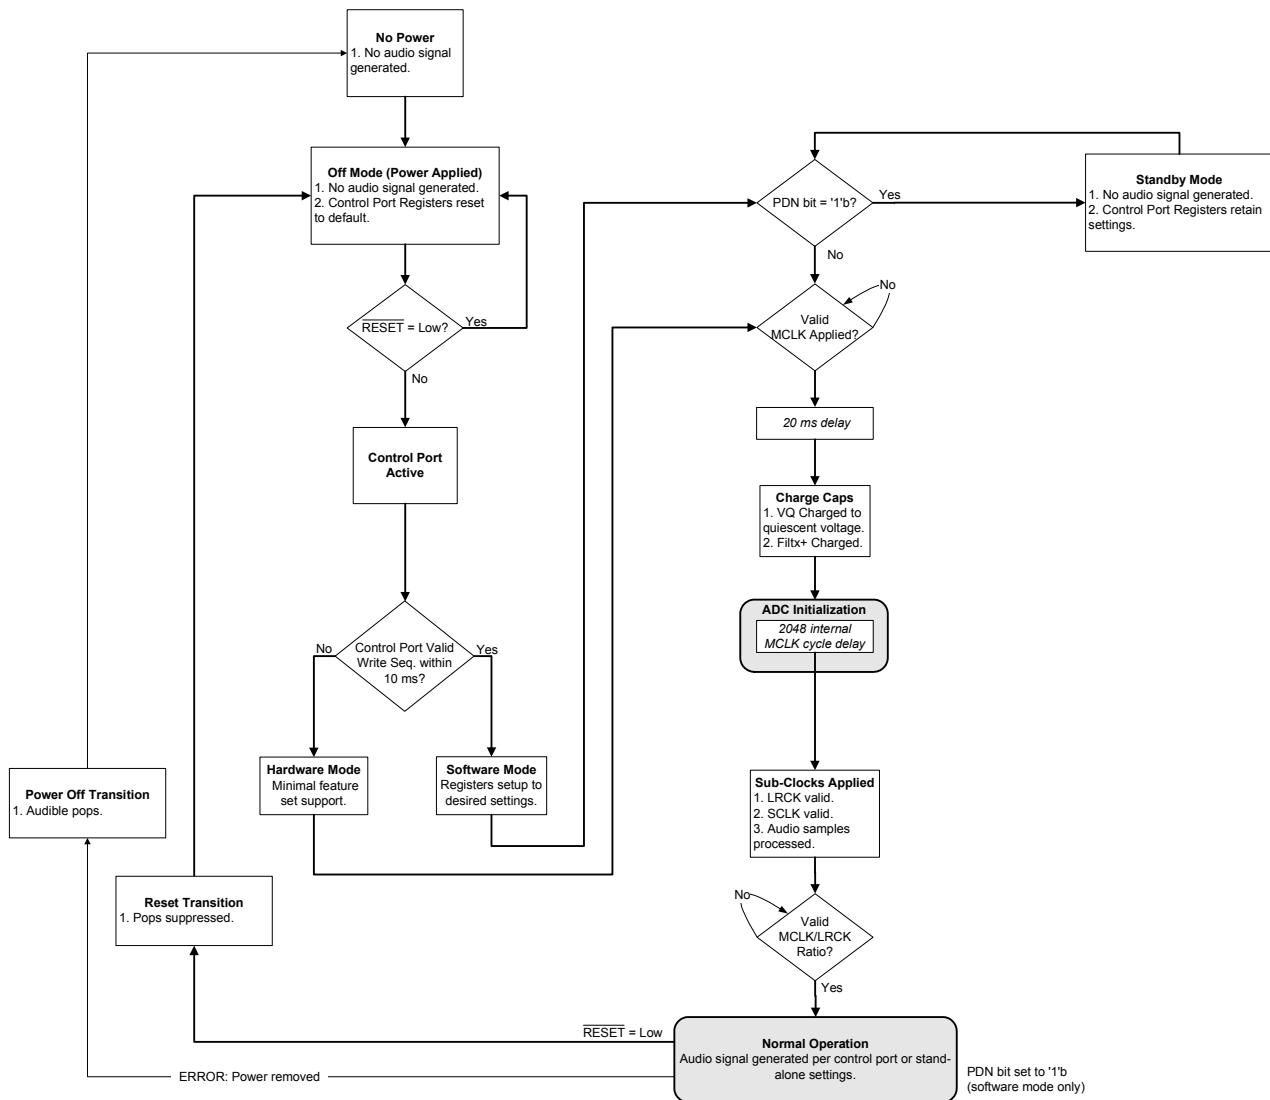 No Power
1. No audio signal
generated.
Off Mode (Power Applied)
1. No audio signal generated.
2. Control Port Registers reset
to default.
RESET = Low?
Yes
No
Control Port
Active
Control Port Valid
Write Seq. within
10 ms?
No
Yes
Hardware Mode
Minimal feature
set support.
Software Mode
Registers setup to
desired settings.
Power Off Transition
1. Audible pops.
Reset Transition
1. Pops suppressed.
PDN bit = '1'b?
Yes
No
Standby Mode
1. No audio signal generated.
2. Control Port Registers retain
settings.
Valid
MCLK Applied?
No
20 ms delay
Charge Caps
1. VQ Charged to
quiescent voltage.
2. Filtx+ Charged.
ADC Initialization
2048 internal
MCLK cycle delay
Sub-Clocks Applied
1. LRCK valid.
2. SCLK valid.
3. Audio samples
processed.
No
Valid
MCLK/LRCK
Ratio?
Yes
RESET = Low
Normal Operation
Audio signal generated per control port or stand-
alone settings.
ERROR: Power removed
PDN bit set to '1'b
(software mode only)